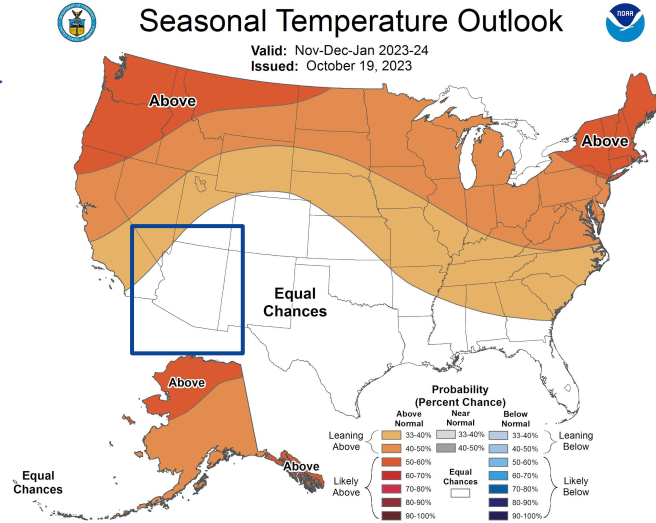 Seasonal Temperature Outlook
Valid: Nov-Dec-Jan 2023-24
Issued: October 19, 2023
NOAA
Above
Above
Equal
Chances
Above
Above
Equal
Chances
Probability
(Percent Chance)
Above
Normal
Near
Normal
Below
Normal
Leaning
Above
33-40%
40-50%
33-40%
40-50%
33-40%
40-50%
Leaning
Below
Likely
Above
50-60%
60-70%
70-80%
80-90%
90-100%
Equal
Chances
50-60%
60-70%
70-80%
80-90%
90-100%
Likely
Below